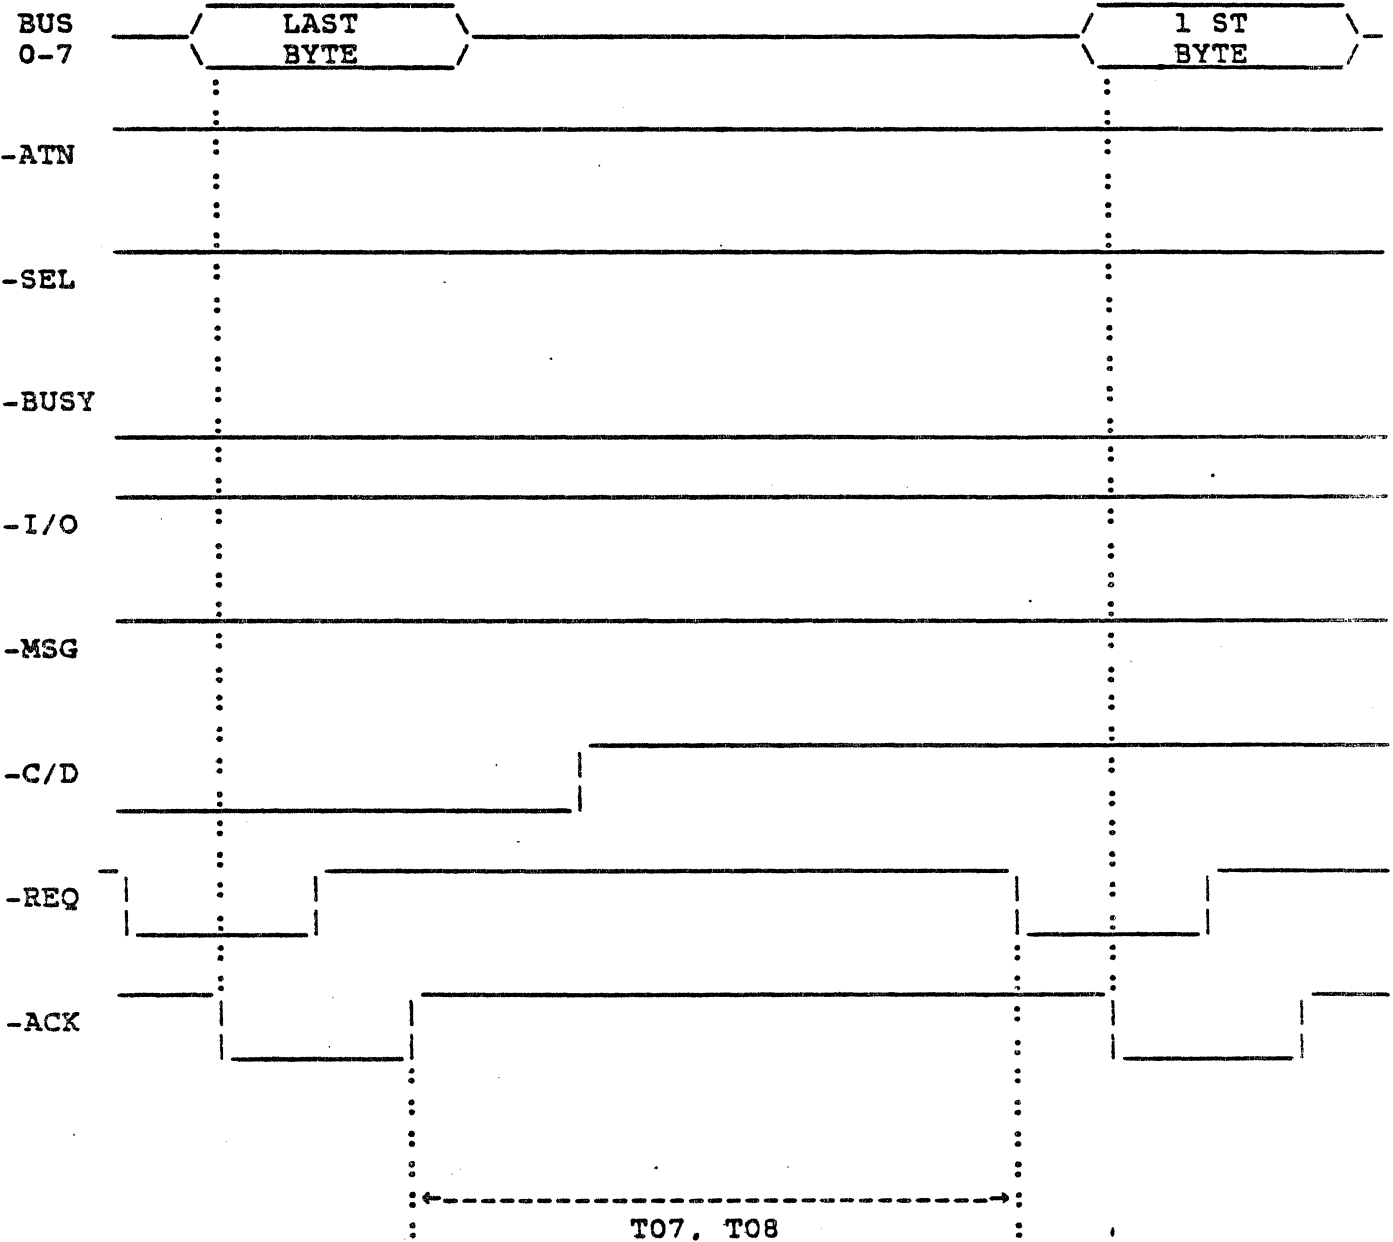 BUS LAST 1 ST
0-7 BYTE BYTE
-ATN
-SEL
-BUSY
-I/O
-MSG
-C/D
-REQ
-ACK
T07, T08